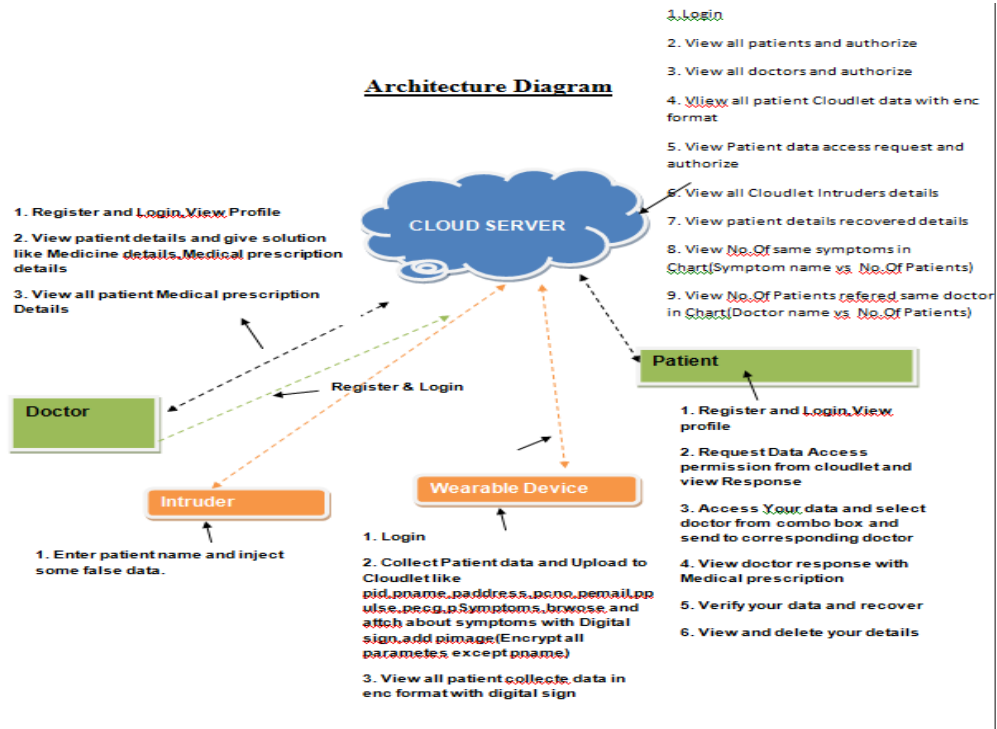 Architecture Diagram
1.Login
2. View all patients and authorize
3. View all doctors and authorize
4. Vliew all patient Cloudlet data with enc
format
5. View Patient data access request and
authorize
6. View all Cloudlet Intruders details
7. View patient details recovered details
8. View No.Of same symptoms in
Chart(Symptom name vs No.Of Patients)
9. View No.Of Patients refered same doctor
in Chart(Doctor name vs No.Of Patients)
CLOUD SERVER
1. Register and Login,View Profile
2. View patient details and give solution
like Medicine details,Medical prescription
details
3. View all patient Medical prescription
Details
Register & Login
Doctor
Patient
1. Register and Login,View
profile
2. Request Data Access
permission from cloudlet and
view Response
3. Access Your data and select
doctor from combo box and
send to corresponding doctor
4. View doctor response with
Medical prescription
5. Verify your data and recover
6. View and delete your details
Intruder
1. Enter patient name and inject
some false data.
Wearable Device
1. Login
2. Collect Patient data and Upload to
Cloudlet like
pid,pname,paddress,pcno,pemail,pp
ulse,pecg,pSymptoms,brwose and
attch about symptoms with Digital
sign,add pimage(Encrypt all
parametes except pname)
3. View all patient collecte data in
enc format with digital sign